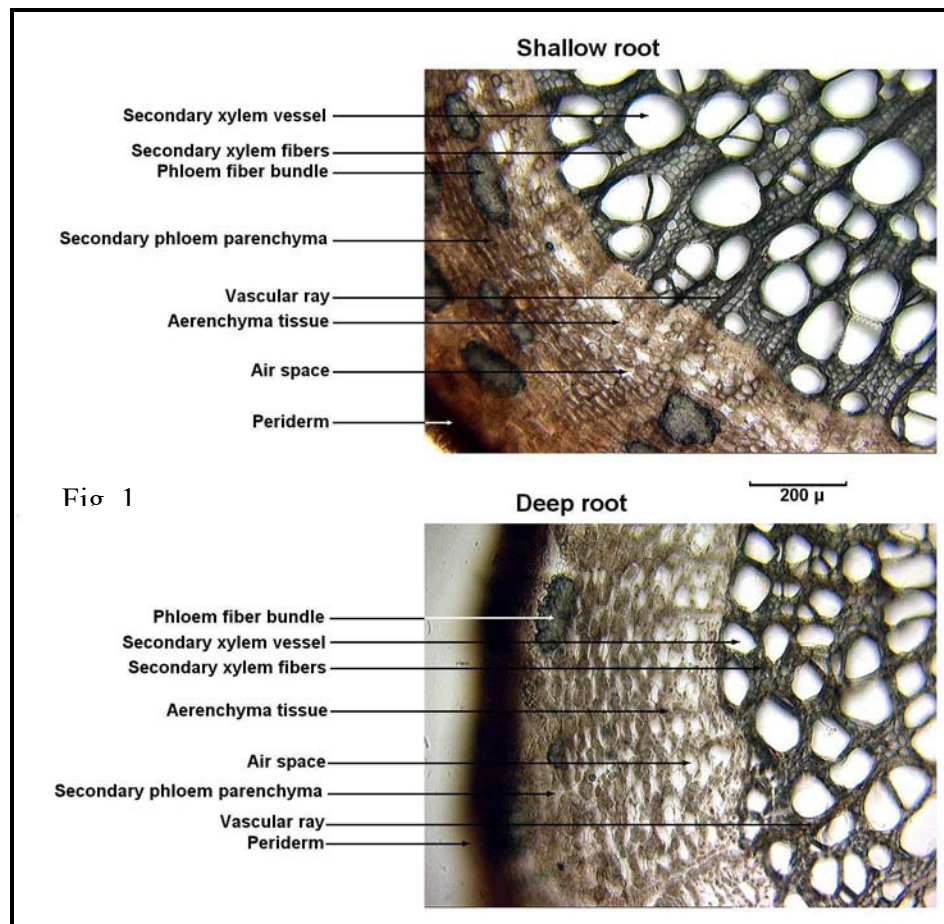 Shallow root
Secondary xylem vessel
Secondary xylem fibers
Phloem fiber bundle
Secondary phloem parenchyma
Vascular ray
Aerenchyma tissue
Air space
Periderm
Fig. 1
200 µ
Deep root
Phloem fiber bundle
Secondary xylem vessel
Secondary xylem fibers
Aerenchyma tissue
Air space
Secondary phloem parenchyma
Vascular ray
Periderm